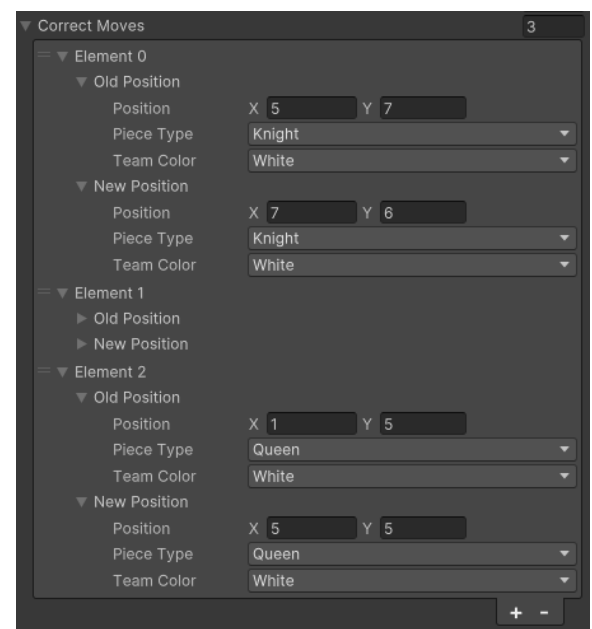 Correct Moves 3
Element 0
Old Position
Position X 5 Y 7
Piece Type Knight
Team Color White
New Position
Position X 7 Y 6
Piece Type Knight
Team Color White
Element 1
Old Position
New Position
Element 2
Old Position
Position X 1 Y 5
Piece Type Queen
Team Color White
New Position
Position X 5 Y 5
Piece Type Queen
Team Color White
+ -